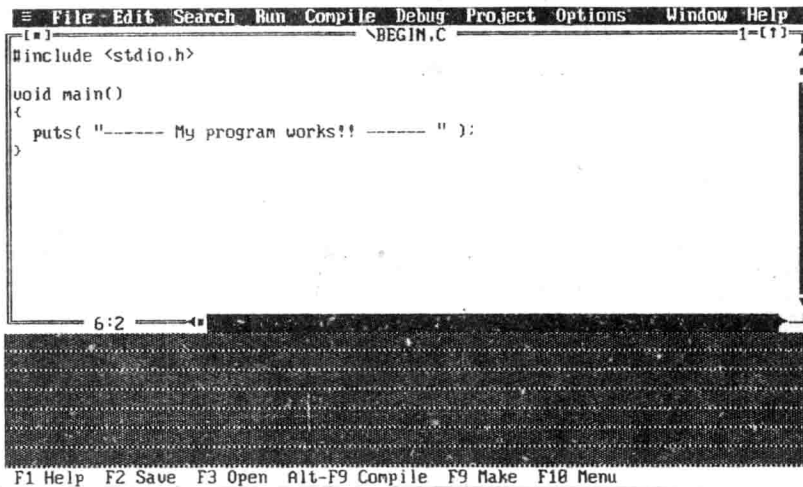 ≡ File Edit Search Run Compile Debug Project Options Window Help
[■] \BEGIN.C 1=[↑]
#include <stdio.h>
void main()
{
puts( "------ My program works!! ------ " );
}
6:2
F1 Help F2 Save F3 Open Alt-F9 Compile F9 Make F10 Menu